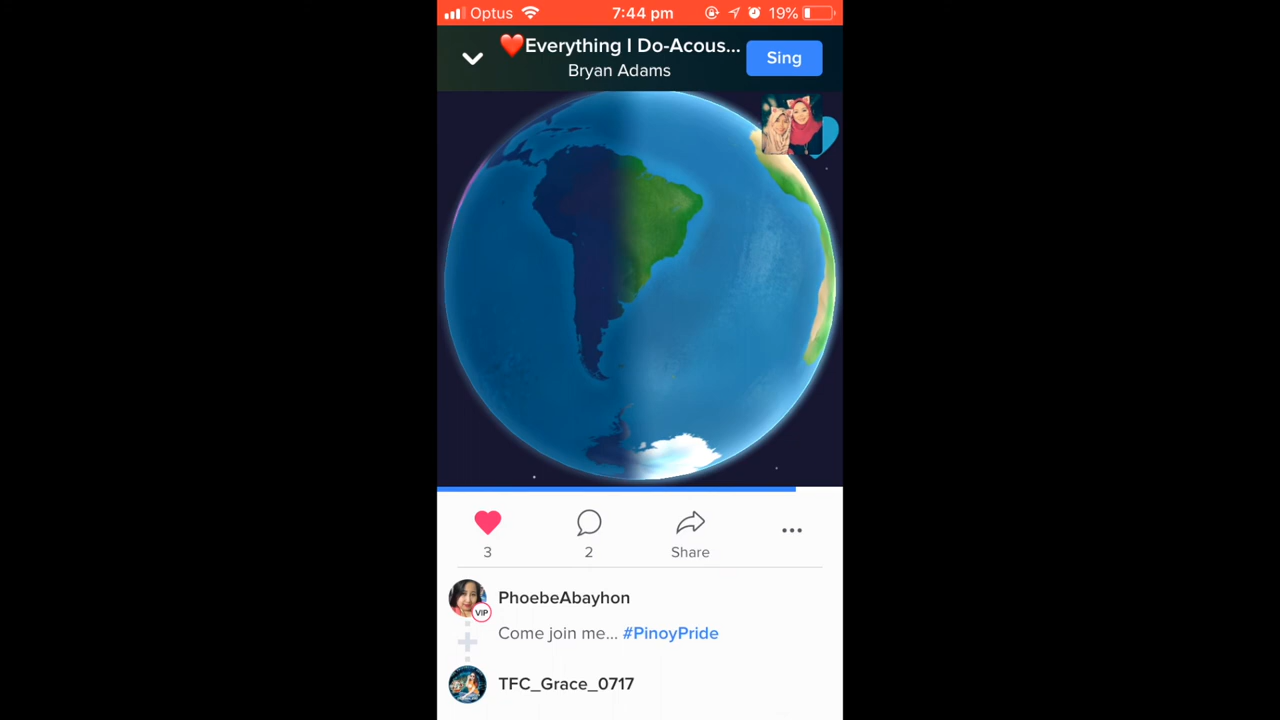 Optus 7:44 pm 19%
❤️Everything I Do-Acous...
Bryan Adams
Sing
3 2 Share
PhoebeAbayhon
VIP
Come join me... #PinoyPride
TFC_Grace_0717